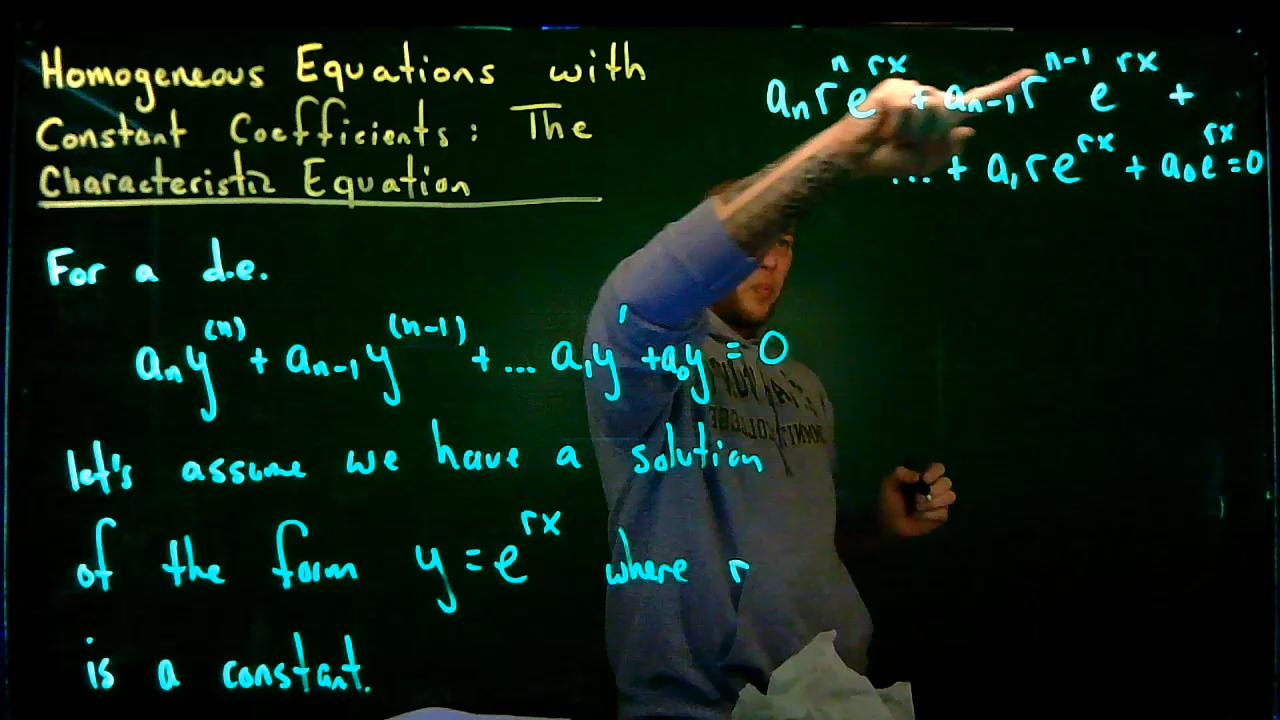 Homogeneous Equations with
Constant Coefficients: The
Characteristic Equation
For a d.e.
aₙy⁽ⁿ⁾ + aₙ₋₁y⁽ⁿ⁻¹⁾ + ... a₁y' + a₀y = 0
let's assume we have a solution
of the form y = eʳˣ where r
is a constant.
aₙrⁿeʳˣ + aₙ₋₁rⁿ⁻¹eʳˣ +
... + a₁reʳˣ + a₀eʳˣ = 0